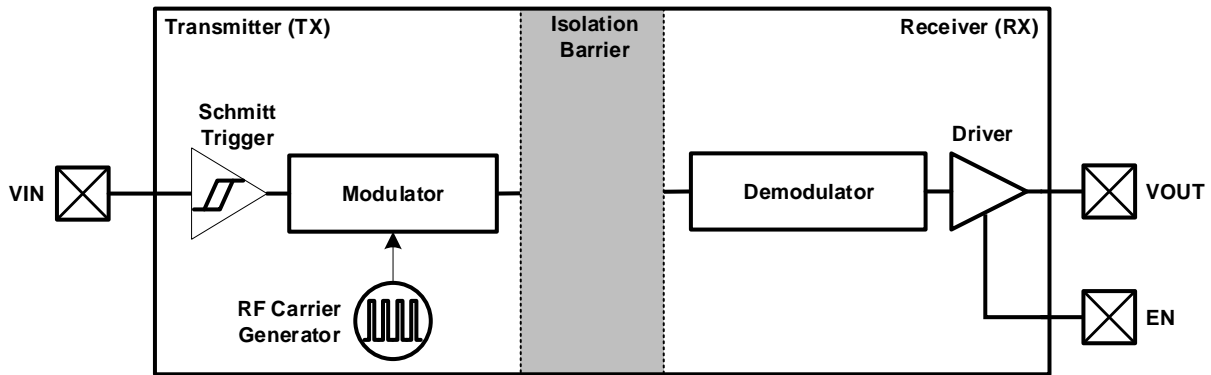 Transmitter (TX)
Isolation
Barrier
Receiver (RX)
Schmitt
Trigger
Driver
VIN
Modulator
Demodulator
VOUT
RF Carrier
Generator
EN